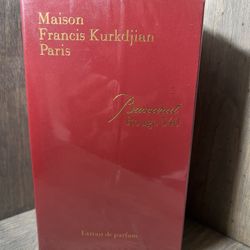 Maison
Francis Kurkdjian
Paris
Baccarat
Rouge 540
Extrait de parfum